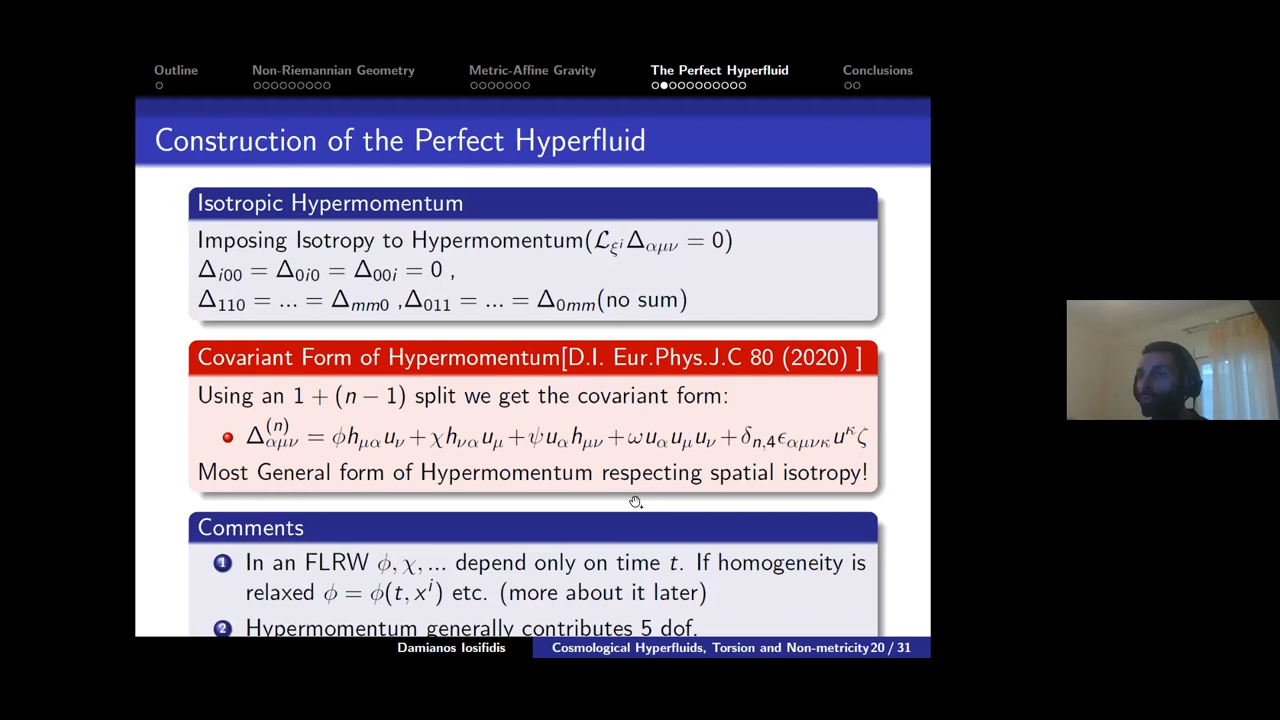 Outline Non-Riemannian Geometry Metric-Affine Gravity The Perfect Hyperfluid Conclusions
Construction of the Perfect Hyperfluid
Isotropic Hypermomentum
Imposing Isotropy to Hypermomentum(ℒ_{ξ^i}Δ_{αμν} = 0)
Δ_{i00} = Δ_{0i0} = Δ_{00i} = 0 ,
Δ_{110} = ... = Δ_{mm0} ,Δ_{011} = ... = Δ_{0mm}(no sum)
Covariant Form of Hypermomentum[D.I. Eur.Phys.J.C 80 (2020) ]
Using an 1 + (n − 1) split we get the covariant form:
Δ^{(n)}_{αμν} = ϕh_{μα}u_ν + χh_{να}u_μ + ψu_αh_{μν} + ωu_αu_μu_ν + δ_{n,4}ϵ_{αμνκ}u^κζ
Most General form of Hypermomentum respecting spatial isotropy!
Comments
1 In an FLRW ϕ, χ, ... depend only on time t. If homogeneity is
relaxed ϕ = ϕ(t, x^i) etc. (more about it later)
2 Hypermomentum generally contributes 5 dof.
Damianos Iosifidis Cosmological Hyperfluids, Torsion and Non-metricity 20 / 31